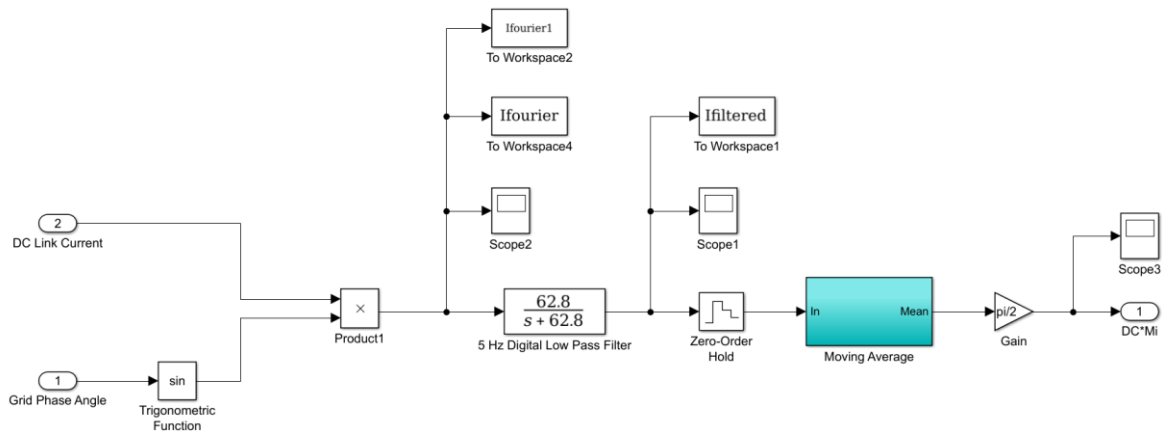 Ifourier1
To Workspace2
Ifourier
To Workspace4
Ifiltered
To Workspace1
2
DC Link Current
Scope2
Scope1
Scope3
×
Product1
62.8
s + 62.8
5 Hz Digital Low Pass Filter
Zero-Order
Hold
In
Mean
Moving Average
pi/2
Gain
1
DC*Mi
1
Grid Phase Angle
sin
Trigonometric
Function